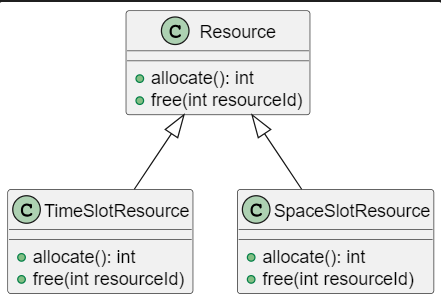 C Resource
allocate(): int
free(int resourceId)
C TimeSlotResource
allocate(): int
free(int resourceId)
C SpaceSlotResource
allocate(): int
free(int resourceId)